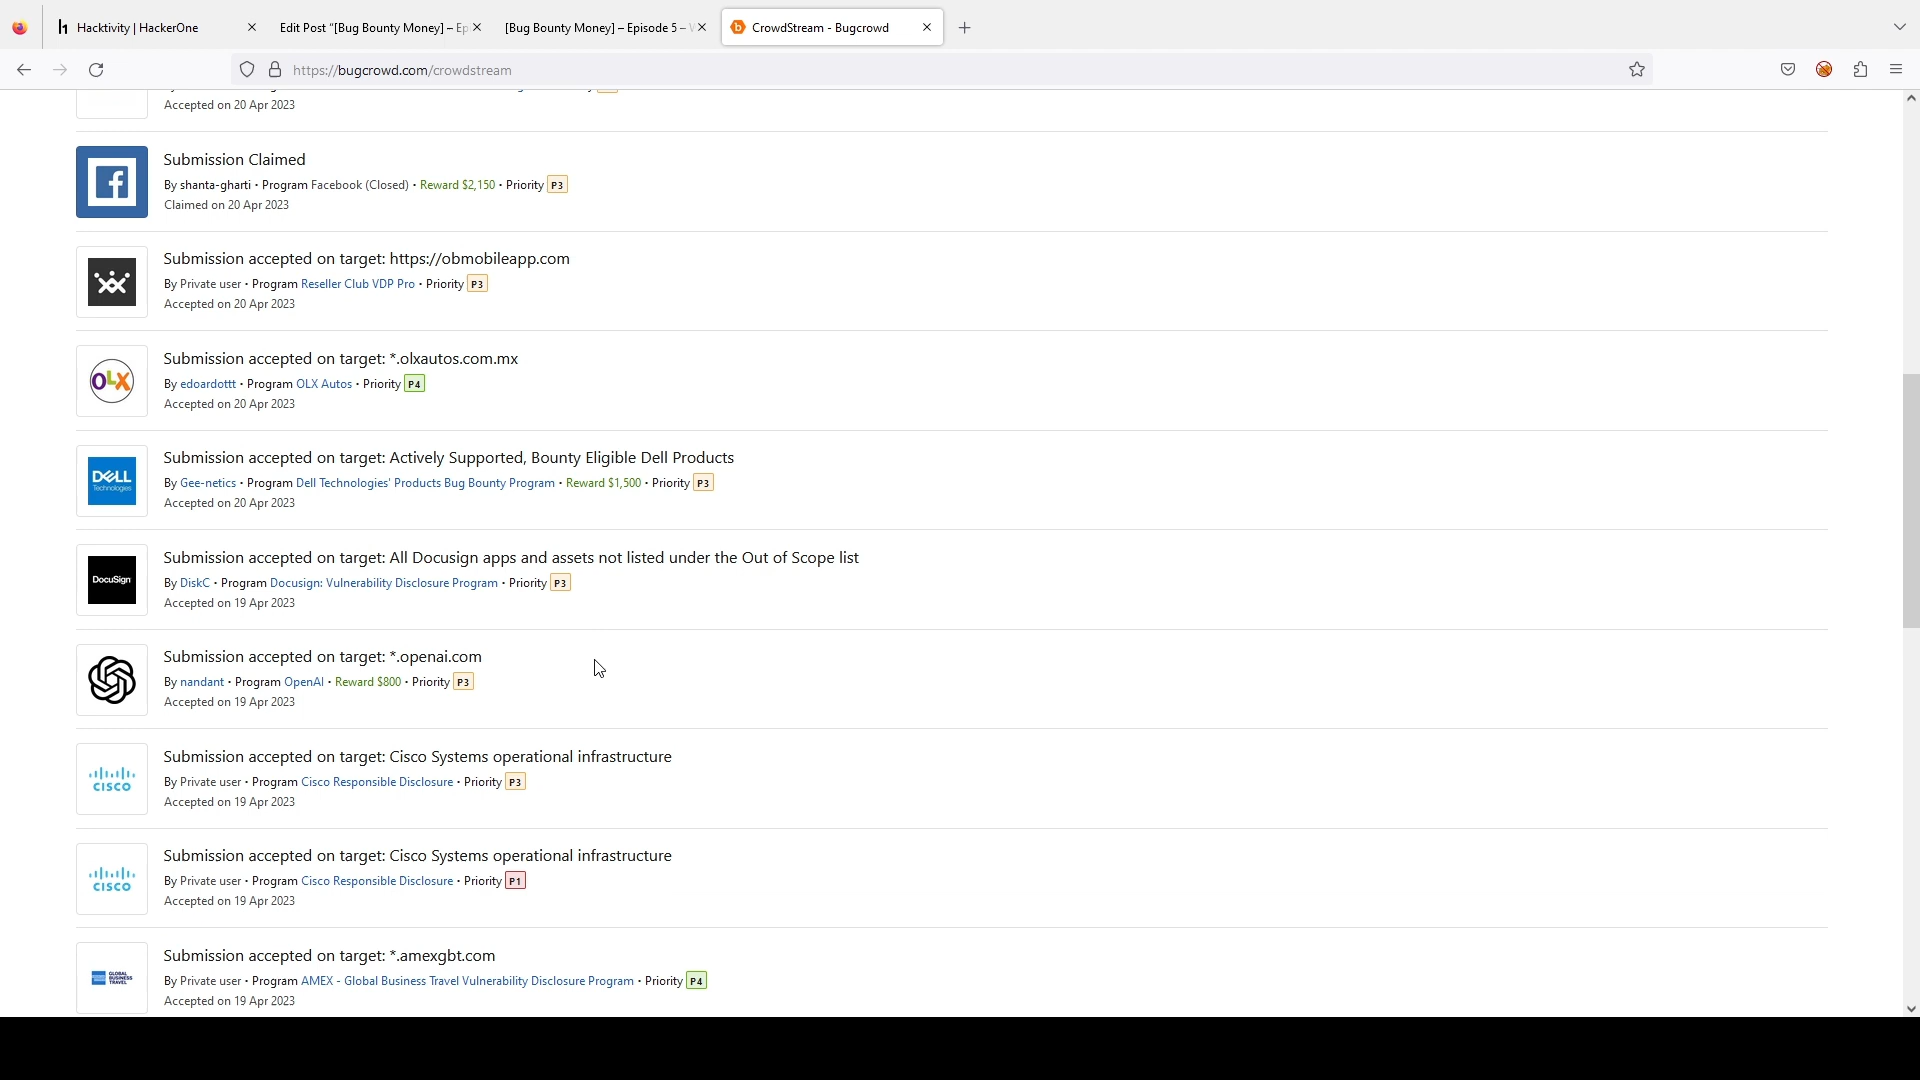 Hacktivity | HackerOne
Edit Post "[Bug Bounty Money] – Ep
[Bug Bounty Money] – Episode 5 –
CrowdStream - Bugcrowd
https://bugcrowd.com/crowdstream
Accepted on 20 Apr 2023
Submission Claimed
By shanta-gharti • Program Facebook (Closed) • Reward $2,150 • Priority P3
Claimed on 20 Apr 2023
Submission accepted on target: https://obmobileapp.com
By Private user • Program Reseller Club VDP Pro • Priority P3
Accepted on 20 Apr 2023
OLX
Submission accepted on target: *.olxautos.com.mx
By edoardottt • Program OLX Autos • Priority P4
Accepted on 20 Apr 2023
DELL
Technologies
Submission accepted on target: Actively Supported, Bounty Eligible Dell Products
By Gee-netics • Program Dell Technologies' Products Bug Bounty Program • Reward $1,500 • Priority P3
Accepted on 20 Apr 2023
DocuSign
Submission accepted on target: All Docusign apps and assets not listed under the Out of Scope list
By DiskC • Program Docusign: Vulnerability Disclosure Program • Priority P3
Accepted on 19 Apr 2023
Submission accepted on target: *.openai.com
By nandant • Program OpenAI • Reward $800 • Priority P3
Accepted on 19 Apr 2023
CISCO
Submission accepted on target: Cisco Systems operational infrastructure
By Private user • Program Cisco Responsible Disclosure • Priority P3
Accepted on 19 Apr 2023
CISCO
Submission accepted on target: Cisco Systems operational infrastructure
By Private user • Program Cisco Responsible Disclosure • Priority P1
Accepted on 19 Apr 2023
GLOBAL
BUSINESS
TRAVEL
Submission accepted on target: *.amexgbt.com
By Private user • Program AMEX - Global Business Travel Vulnerability Disclosure Program • Priority P4
Accepted on 19 Apr 2023